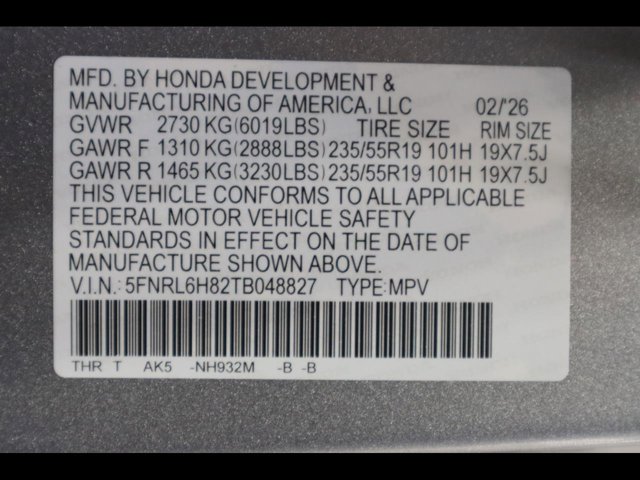 MFD. BY HONDA DEVELOPMENT &
MANUFACTURING OF AMERICA, LLC 02/'26
GVWR 2730 KG(6019LBS) TIRE SIZE RIM SIZE
GAWR F 1310 KG(2888LBS) 235/55R19 101H 19X7.5J
GAWR R 1465 KG(3230LBS) 235/55R19 101H 19X7.5J
THIS VEHICLE CONFORMS TO ALL APPLICABLE
FEDERAL MOTOR VEHICLE SAFETY
STANDARDS IN EFFECT ON THE DATE OF
MANUFACTURE SHOWN ABOVE.
V.I.N.: 5FNRL6H82TB048827 TYPE: MPV
THR T AK5 -NH932M -B -B